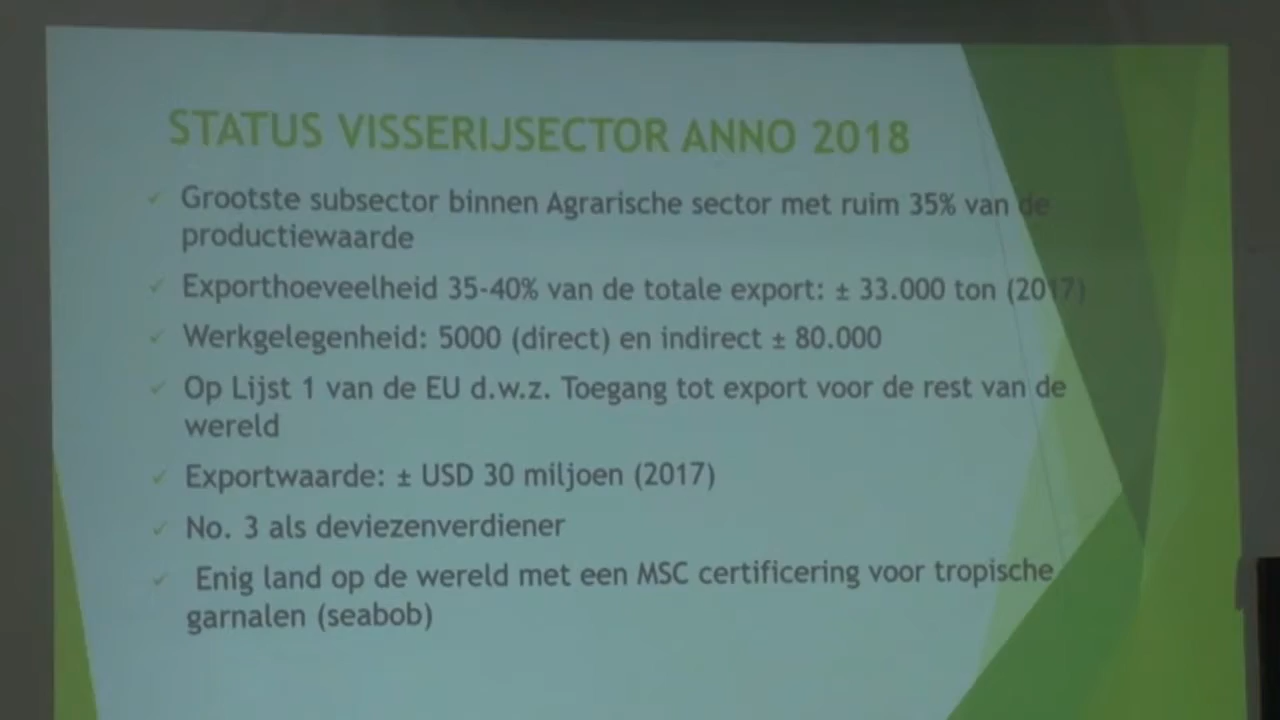 STATUS VISSERIJSECTOR ANNO 2018
✓ Grootste subsector binnen Agrarische sector met ruim 35% van de
productiewaarde
✓ Exporthoeveelheid 35-40% van de totale export: ± 33.000 ton (2017)
✓ Werkgelegenheid: 5000 (direct) en indirect ± 80.000
✓ Op Lijst 1 van de EU d.w.z. Toegang tot export voor de rest van de
wereld
✓ Exportwaarde: ± USD 30 miljoen (2017)
✓ No. 3 als deviezenverdiener
✓ Enig land op de wereld met een MSC certificering voor tropische
garnalen (seabob)